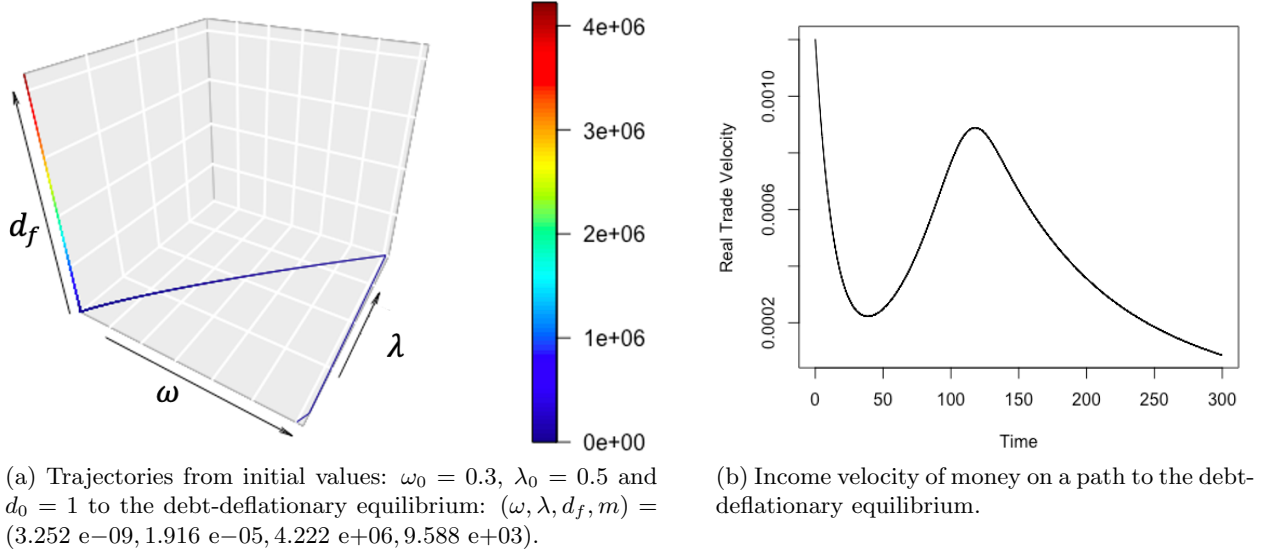 d_f
ω
λ
4e+06
3e+06
2e+06
1e+06
0e+00
Real Trade Velocity
0.0010
0.0006
0.0002
0 50 100 150 200 250 300
Time
(a) Trajectories from initial values: ω₀ = 0.3, λ₀ = 0.5 and
d₀ = 1 to the debt-deflationary equilibrium: (ω, λ, d_f, m) =
(3.252 e−09, 1.916 e−05, 4.222 e+06, 9.588 e+03).
(b) Income velocity of money on a path to the debt-
deflationary equilibrium.